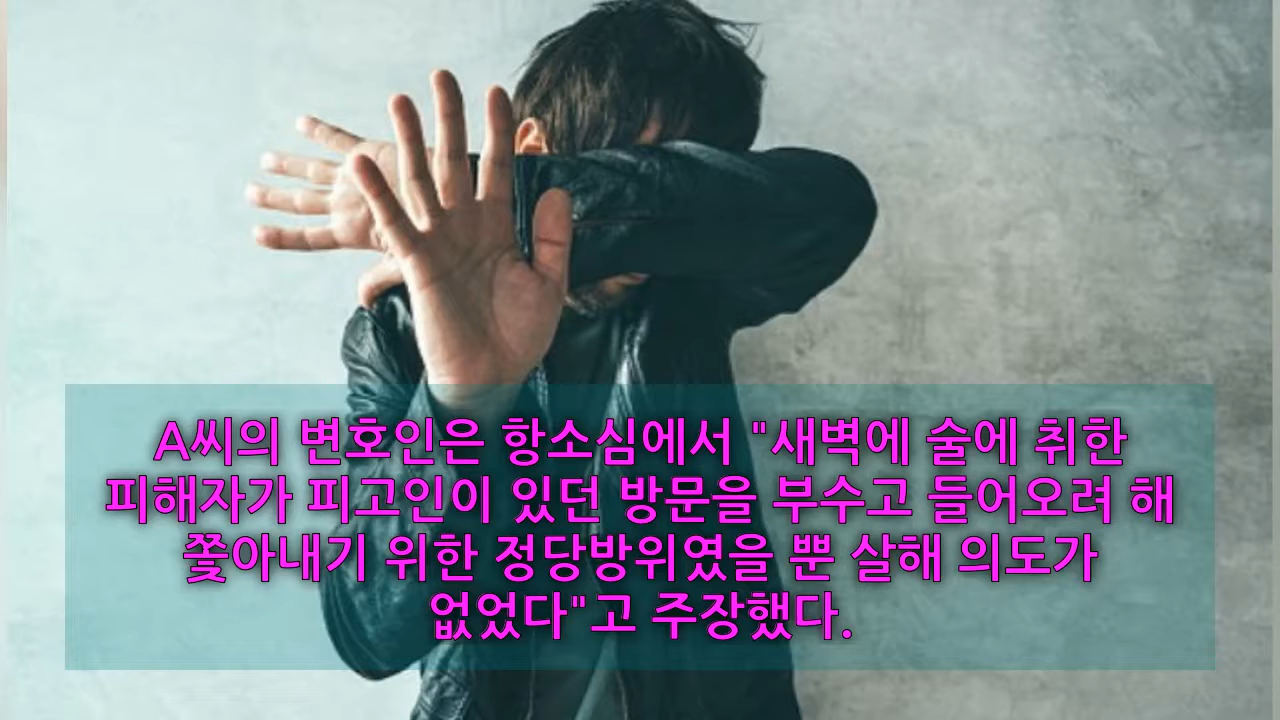 A씨의 변호인은 항소심에서 "새벽에 술에 취한
피해자가 피고인이 있던 방문을 부수고 들어오려 해
쫓아내기 위한 정당방위였을 뿐 살해 의도가
없었다"고 주장했다.